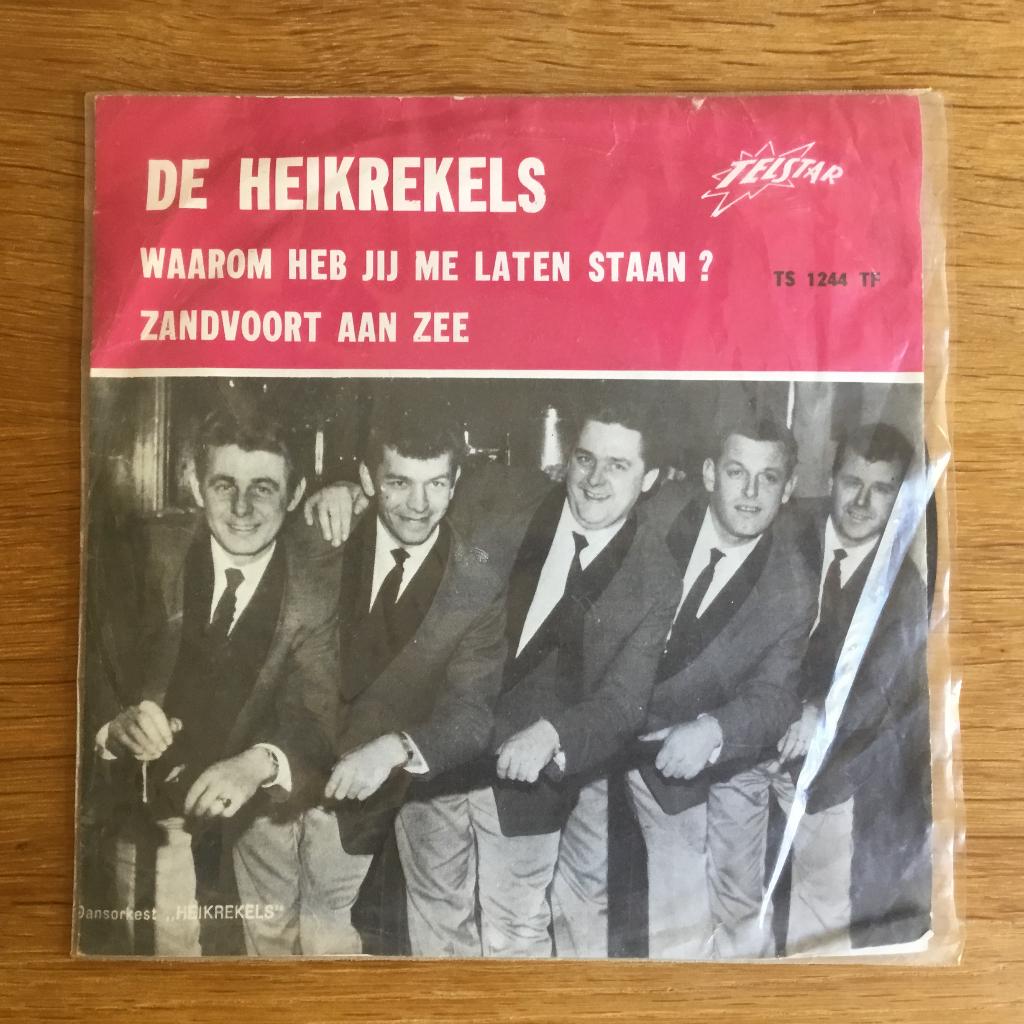 DE HEIKREKELS
TELSTAR
WAAROM HEB JIJ ME LATEN STAAN ?
TS 1244 TF
ZANDVOORT AAN ZEE
Dansorkest ,,HEIKREKELS"